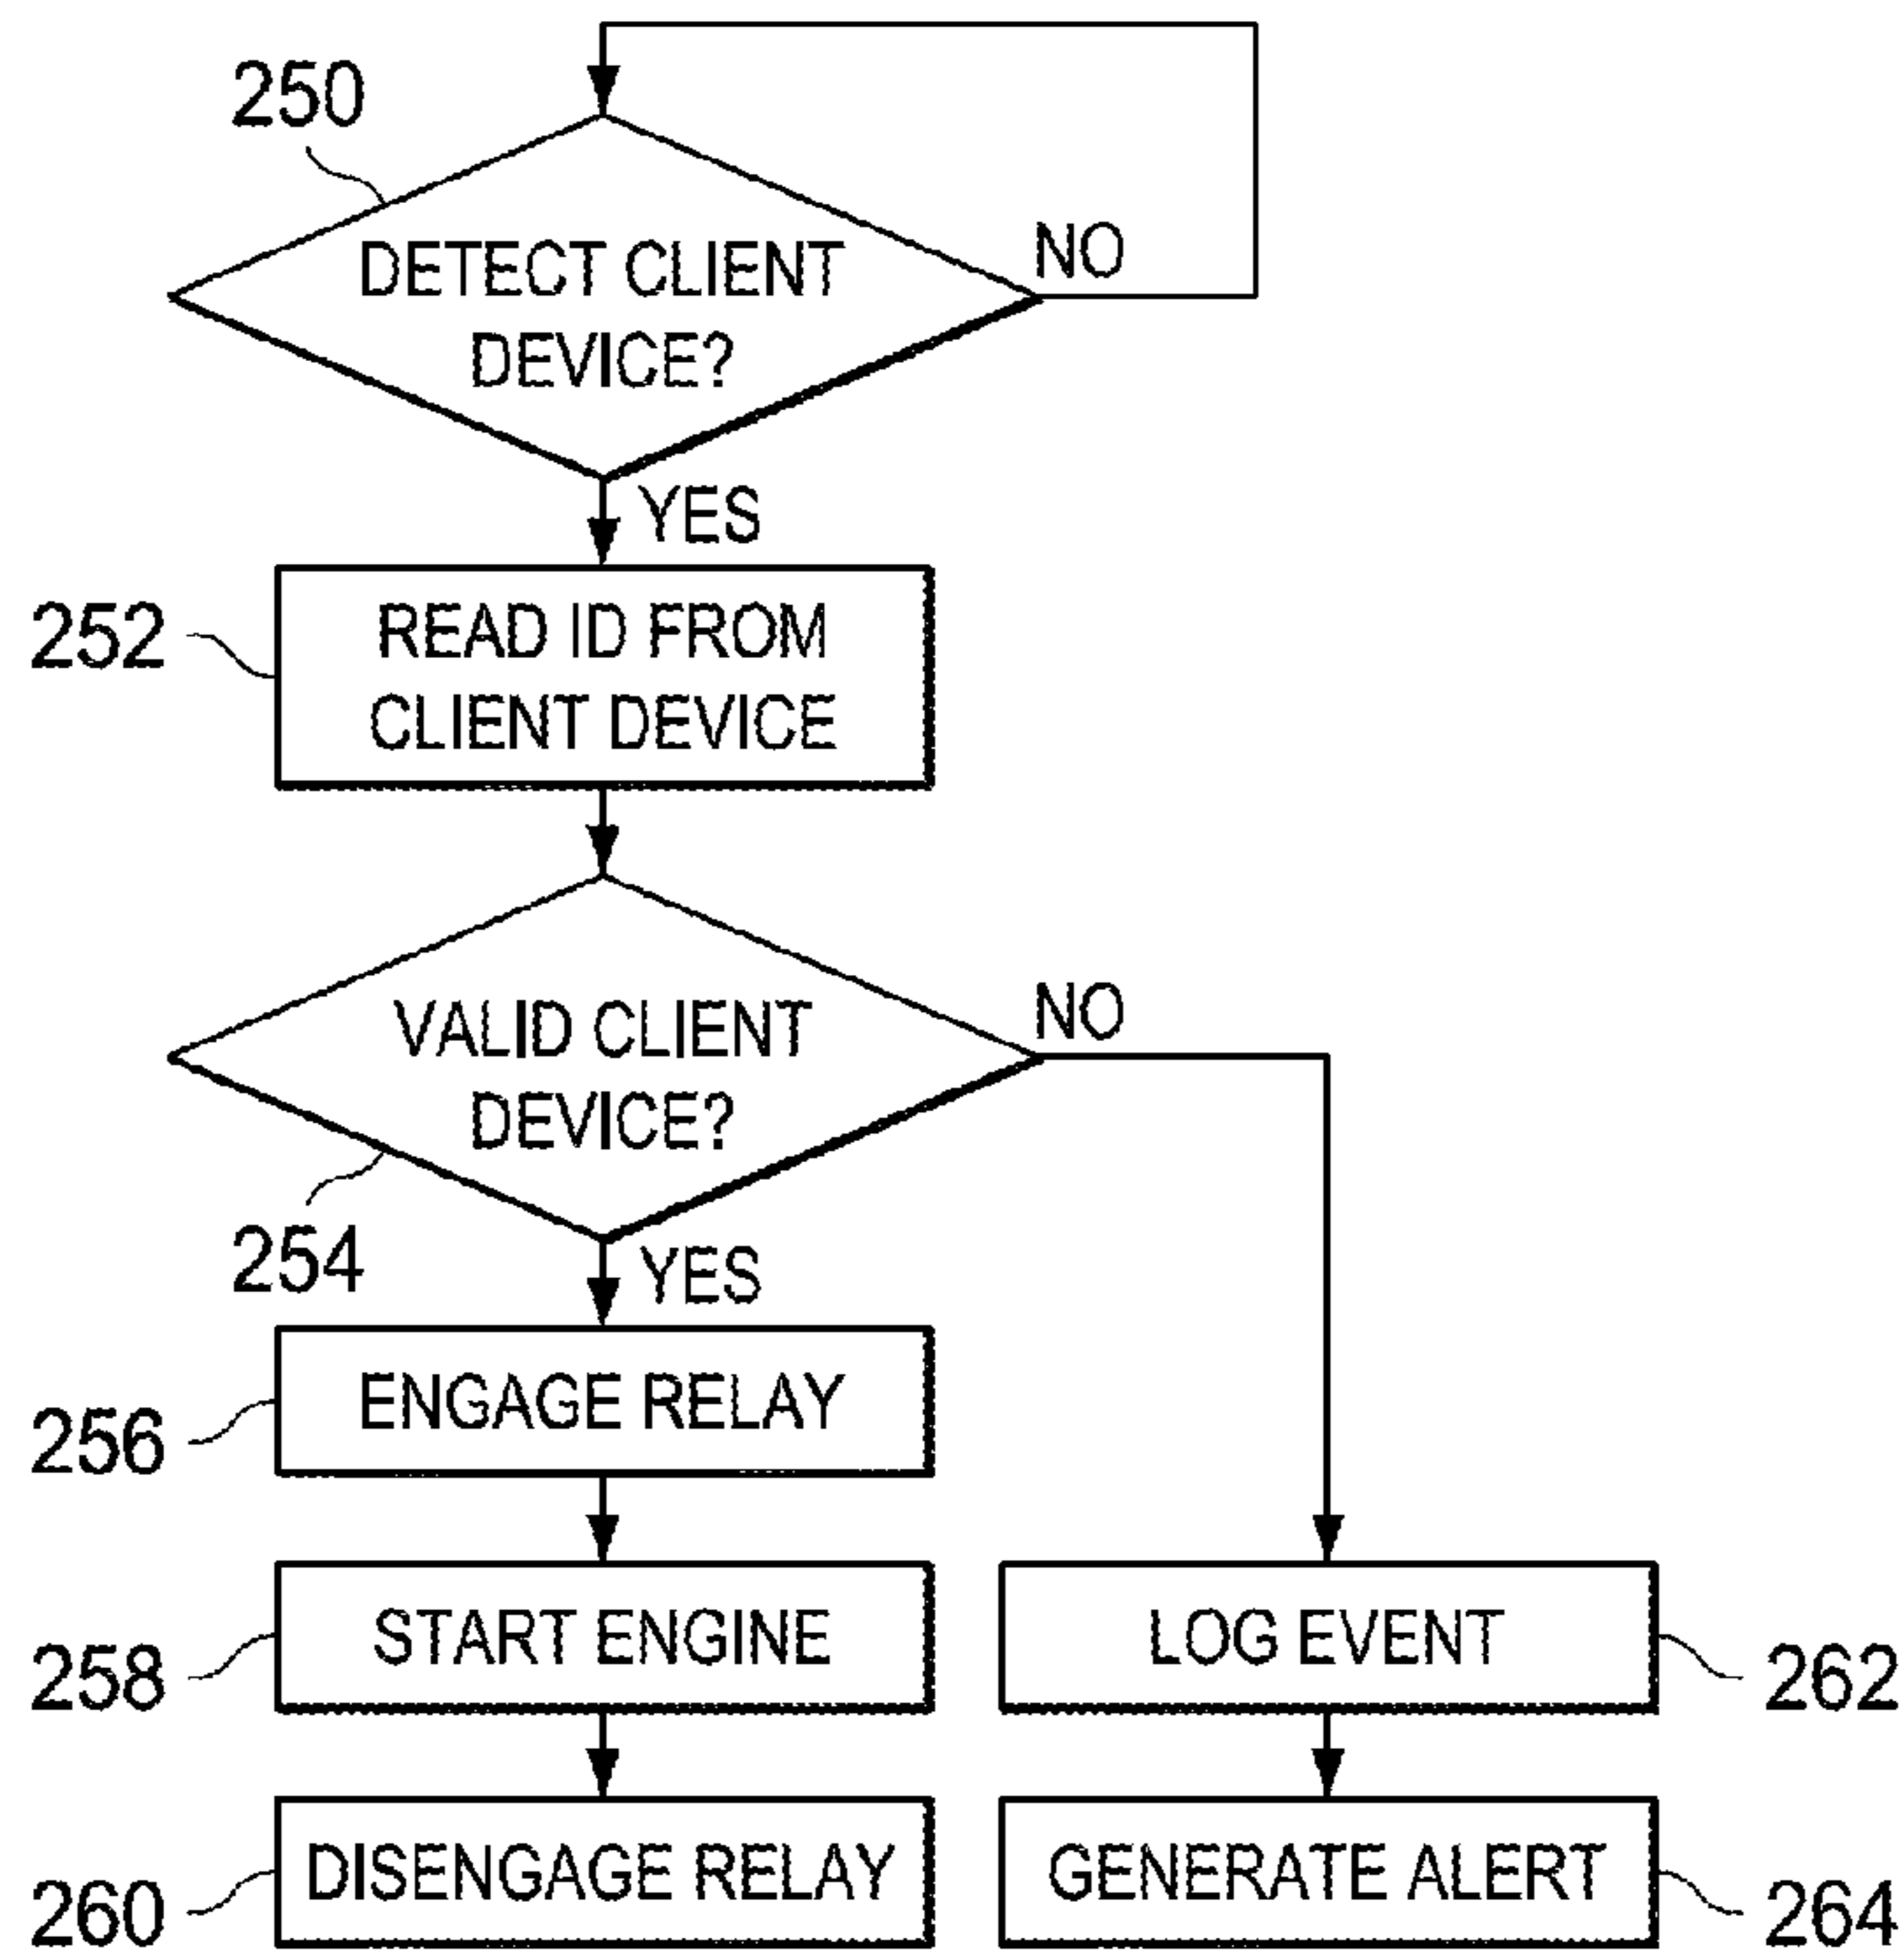 250
DETECT CLIENT
DEVICE?
NO
YES
252
READ ID FROM
CLIENT DEVICE
VALID CLIENT
DEVICE?
NO
254
YES
256
ENGAGE RELAY
258
START ENGINE
LOG EVENT
262
260
DISENGAGE RELAY
GENERATE ALERT
264